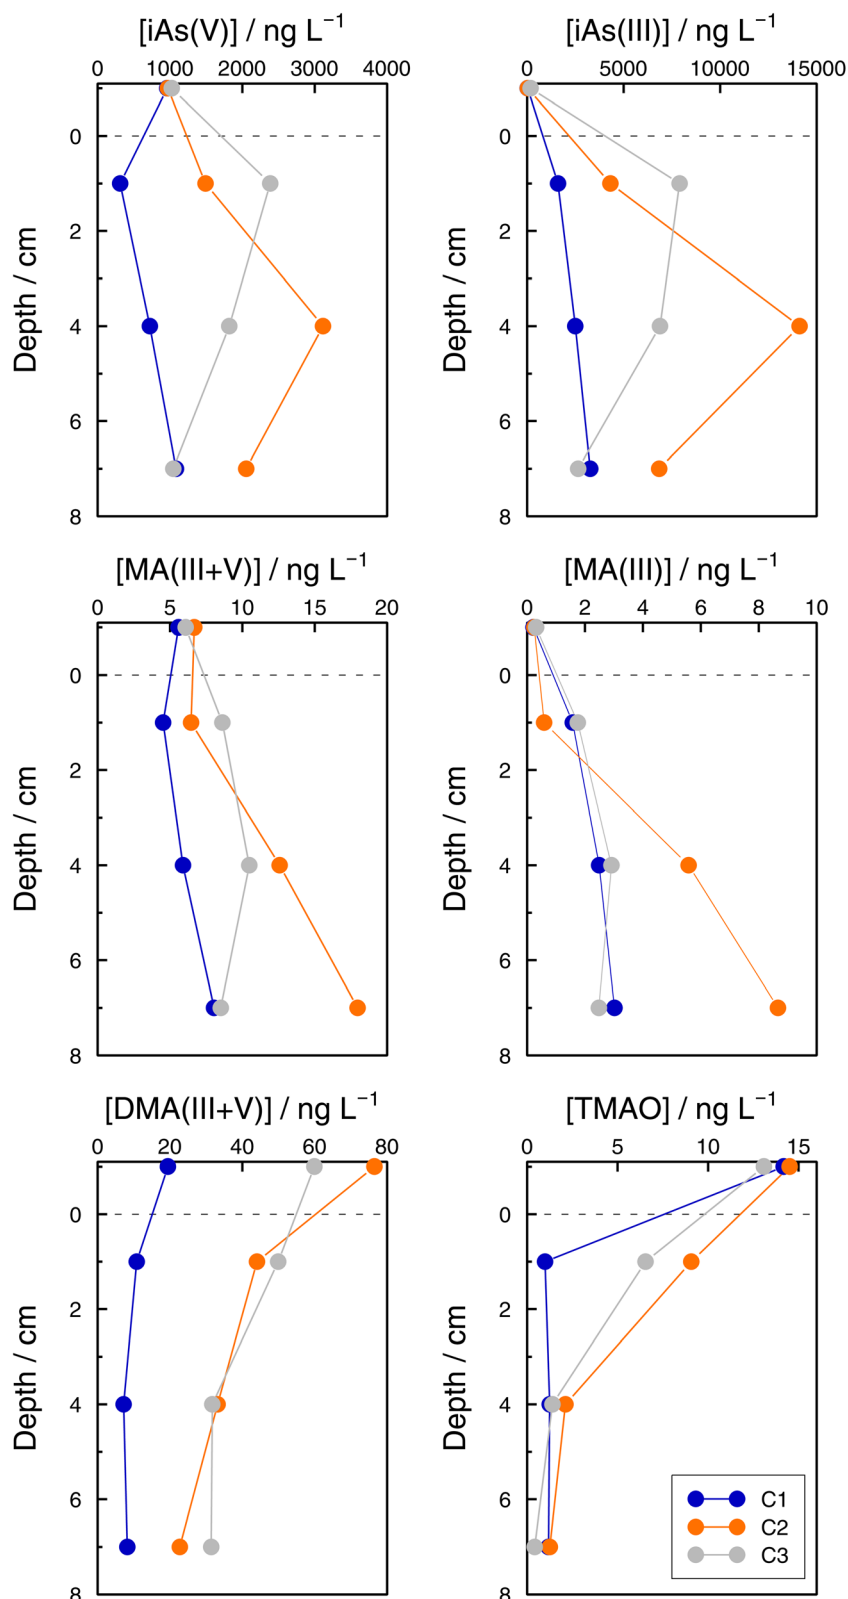 [iAs(V)] / ng L⁻¹
[iAs(III)] / ng L⁻¹
0 1000 2000 3000 4000
0 5000 10000 15000
Depth / cm
0
2
4
6
8
Depth / cm
0
2
4
6
8
[MA(III+V)] / ng L⁻¹
[MA(III)] / ng L⁻¹
0 5 10 15 20
0 2 4 6 8 10
Depth / cm
0
2
4
6
8
Depth / cm
0
2
4
6
8
[DMA(III+V)] / ng L⁻¹
[TMAO] / ng L⁻¹
0 20 40 60 80
0 5 10 15
Depth / cm
0
2
4
6
8
Depth / cm
0
2
4
6
8
C1
C2
C3